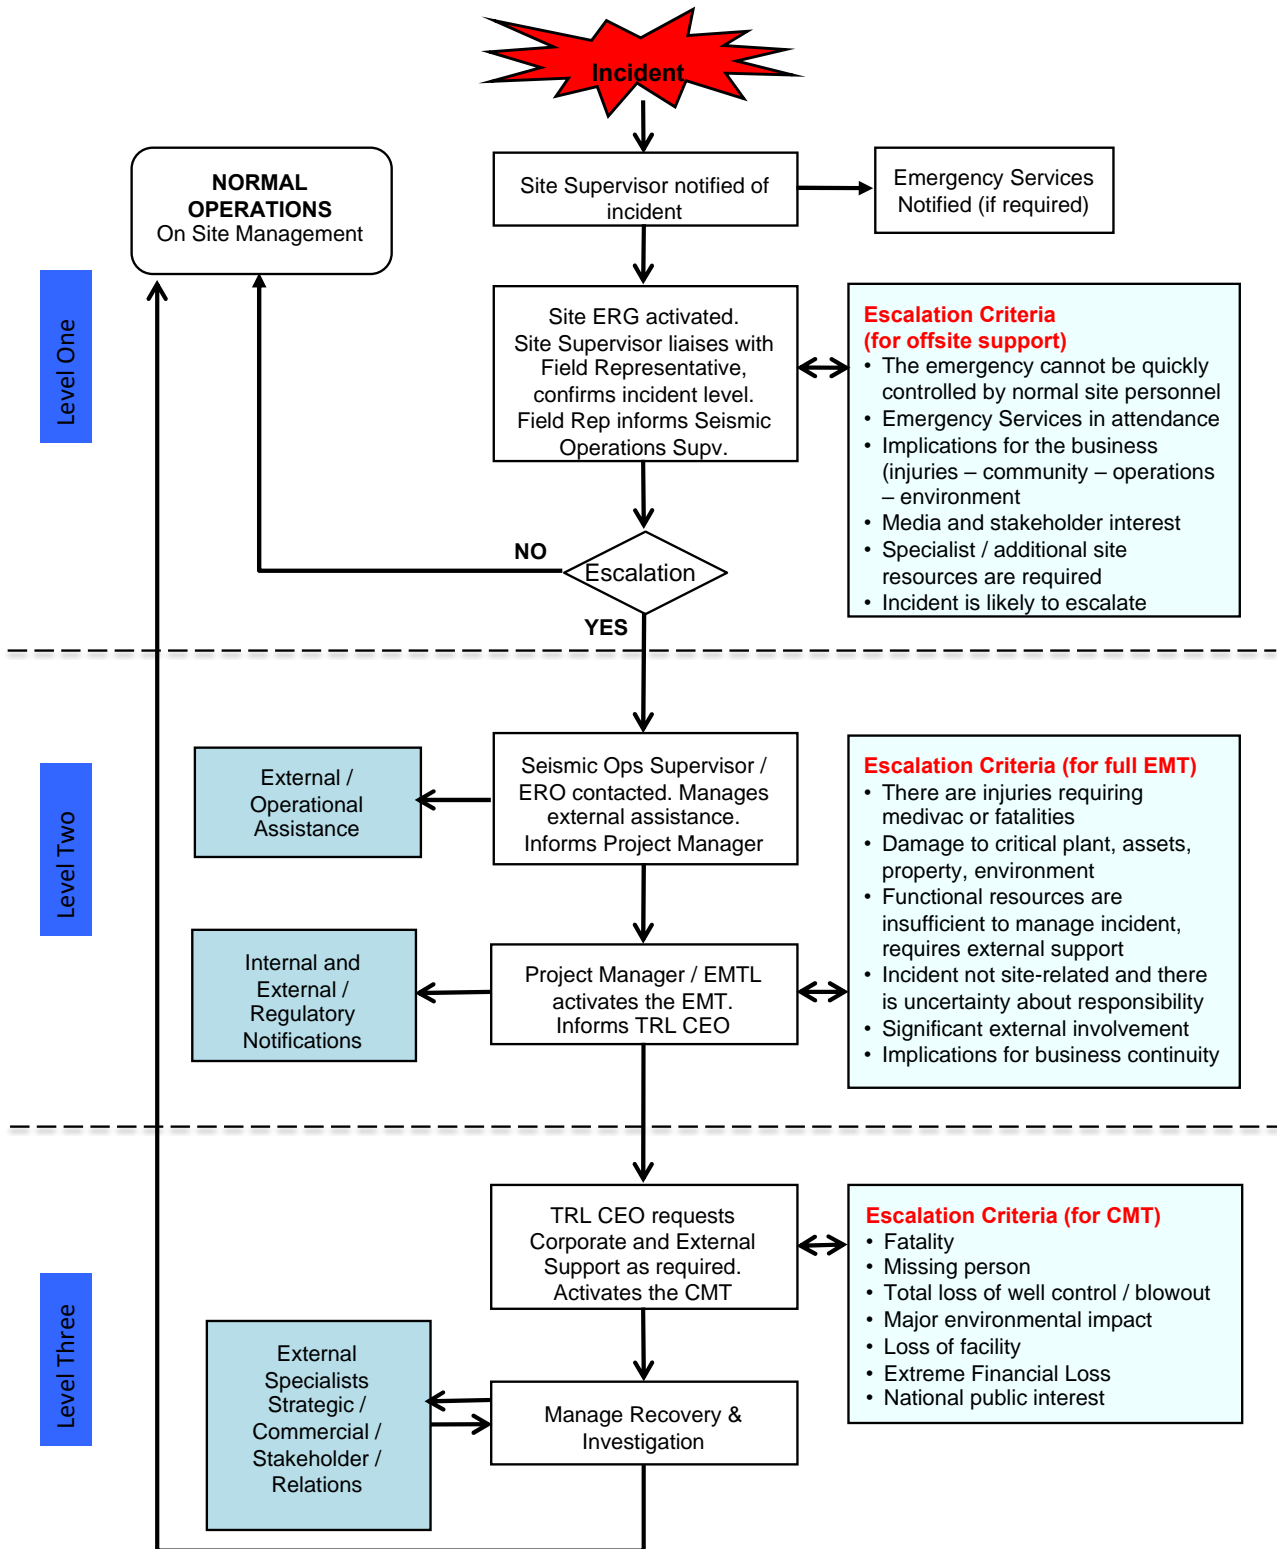 Incident
NORMAL
OPERATIONS
On Site Management
Site Supervisor notified of
incident
Emergency Services
Notified (if required)
Level One
Site ERG activated.
Site Supervisor liaises with
Field Representative,
confirms incident level.
Field Rep informs Seismic
Operations Supv.
Escalation Criteria
(for offsite support)
• The emergency cannot be quickly
controlled by normal site personnel
• Emergency Services in attendance
• Implications for the business
(injuries – community – operations
– environment
• Media and stakeholder interest
• Specialist / additional site
resources are required
• Incident is likely to escalate
NO
Escalation
YES
Level Two
External /
Operational
Assistance
Seismic Ops Supervisor /
ERO contacted. Manages
external assistance.
Informs Project Manager
Escalation Criteria (for full EMT)
• There are injuries requiring
medivac or fatalities
• Damage to critical plant, assets,
property, environment
• Functional resources are
insufficient to manage incident,
requires external support
• Incident not site-related and there
is uncertainty about responsibility
• Significant external involvement
• Implications for business continuity
Internal and
External /
Regulatory
Notifications
Project Manager / EMTL
activates the EMT.
Informs TRL CEO
Level Three
TRL CEO requests
Corporate and External
Support as required.
Activates the CMT
Escalation Criteria (for CMT)
• Fatality
• Missing person
• Total loss of well control / blowout
• Major environmental impact
• Loss of facility
• Extreme Financial Loss
• National public interest
External
Specialists
Strategic /
Commercial /
Stakeholder /
Relations
Manage Recovery &
Investigation